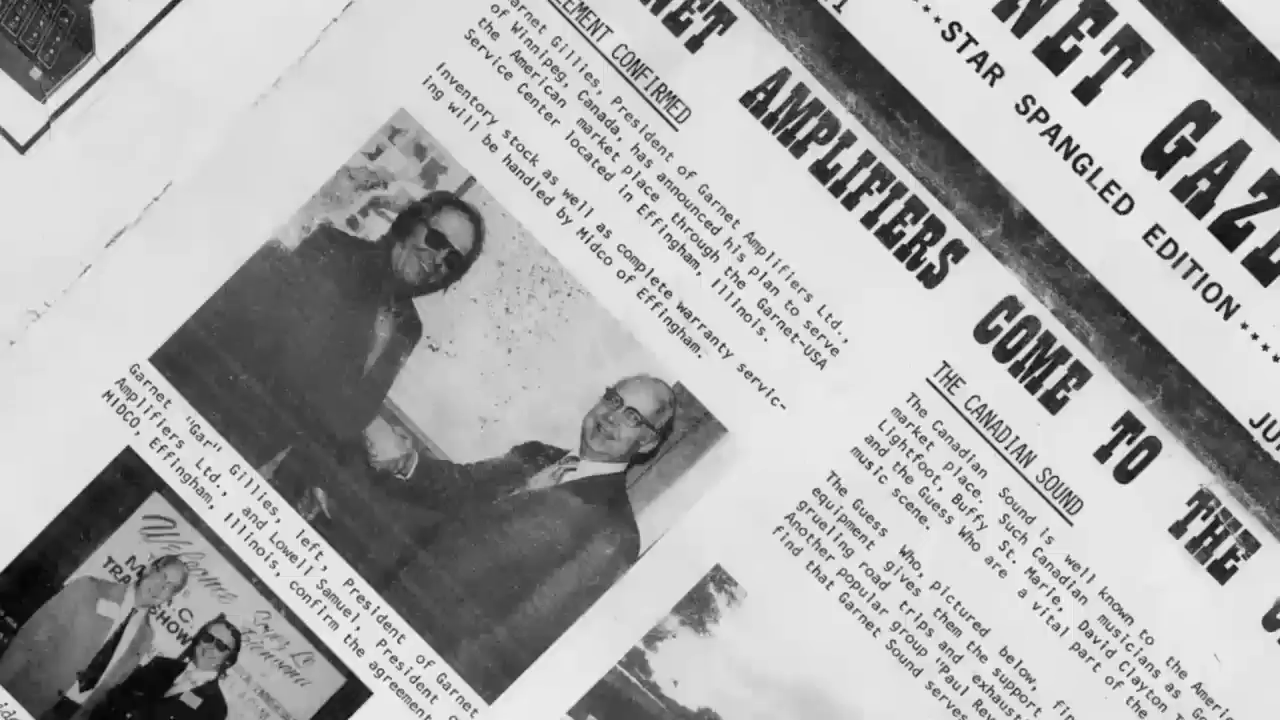 NET GAZ
STAR SPANGLED EDITION
NET AMPLIFIERS COME TO THE
EEMENT CONFIRMED
arnet Gillies, President of Garnet Amplifiers Ltd.,
of Winnipeg, Canada, has announced his plan to serve
the American market place through the Garnet-USA
Service Center located in Effingham, Illinois.
Inventory stock as well as complete warranty servic-
ing will be handled by Midco of Effingham.
Garnet "Gar" Gillies, left, President of Garnet
Amplifiers Ltd., and Lowell Samuel, President
MIDCO, Effingham, Illinois, confirm the agreement
Welcome
THE CANADIAN SOUND
The Canadian Sound is well known to the Ameri
market place. Such Canadian musicians as G
Lightfoot, Buffy St. Marie, David Clayton
and the Guess Who are a vital part of the
music scene.
The Guess Who, pictured below, fi
equipment gives them the support
grueling road trips and exhaust
Another popular group "Paul Rev
find that Garnet Sound serves